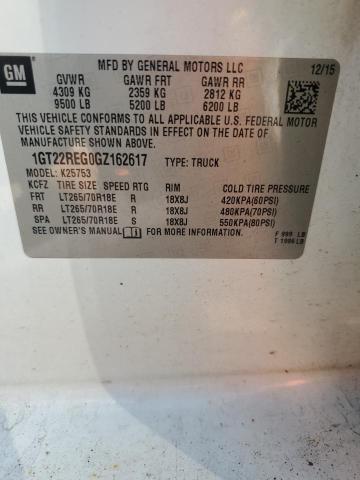 GM
MFD BY GENERAL MOTORS LLC 12/15
GVWR GAWR FRT GAWR RR
4309 KG 2359 KG 2812 KG
9500 LB 5200 LB 6200 LB
THIS VEHICLE CONFORMS TO ALL APPLICABLE U.S. FEDERAL MOTOR
VEHICLE SAFETY STANDARDS IN EFFECT ON THE DATE OF
MANUFACTURE SHOWN ABOVE.
1GT22REG0GZ162617 TYPE: TRUCK
MODEL: K25753
KCFZ TIRE SIZE SPEED RTG RIM COLD TIRE PRESSURE
FRT LT265/70R18E R 18X8J 420KPA(60PSI)
RR LT265/70R18E R 18X8J 480KPA(70PSI)
SPA LT265/70R18E S 18X8J 550KPA(80PSI)
SEE OWNER'S MANUAL FOR MORE INFORMATION.
F 999 LB
T 1996 LB